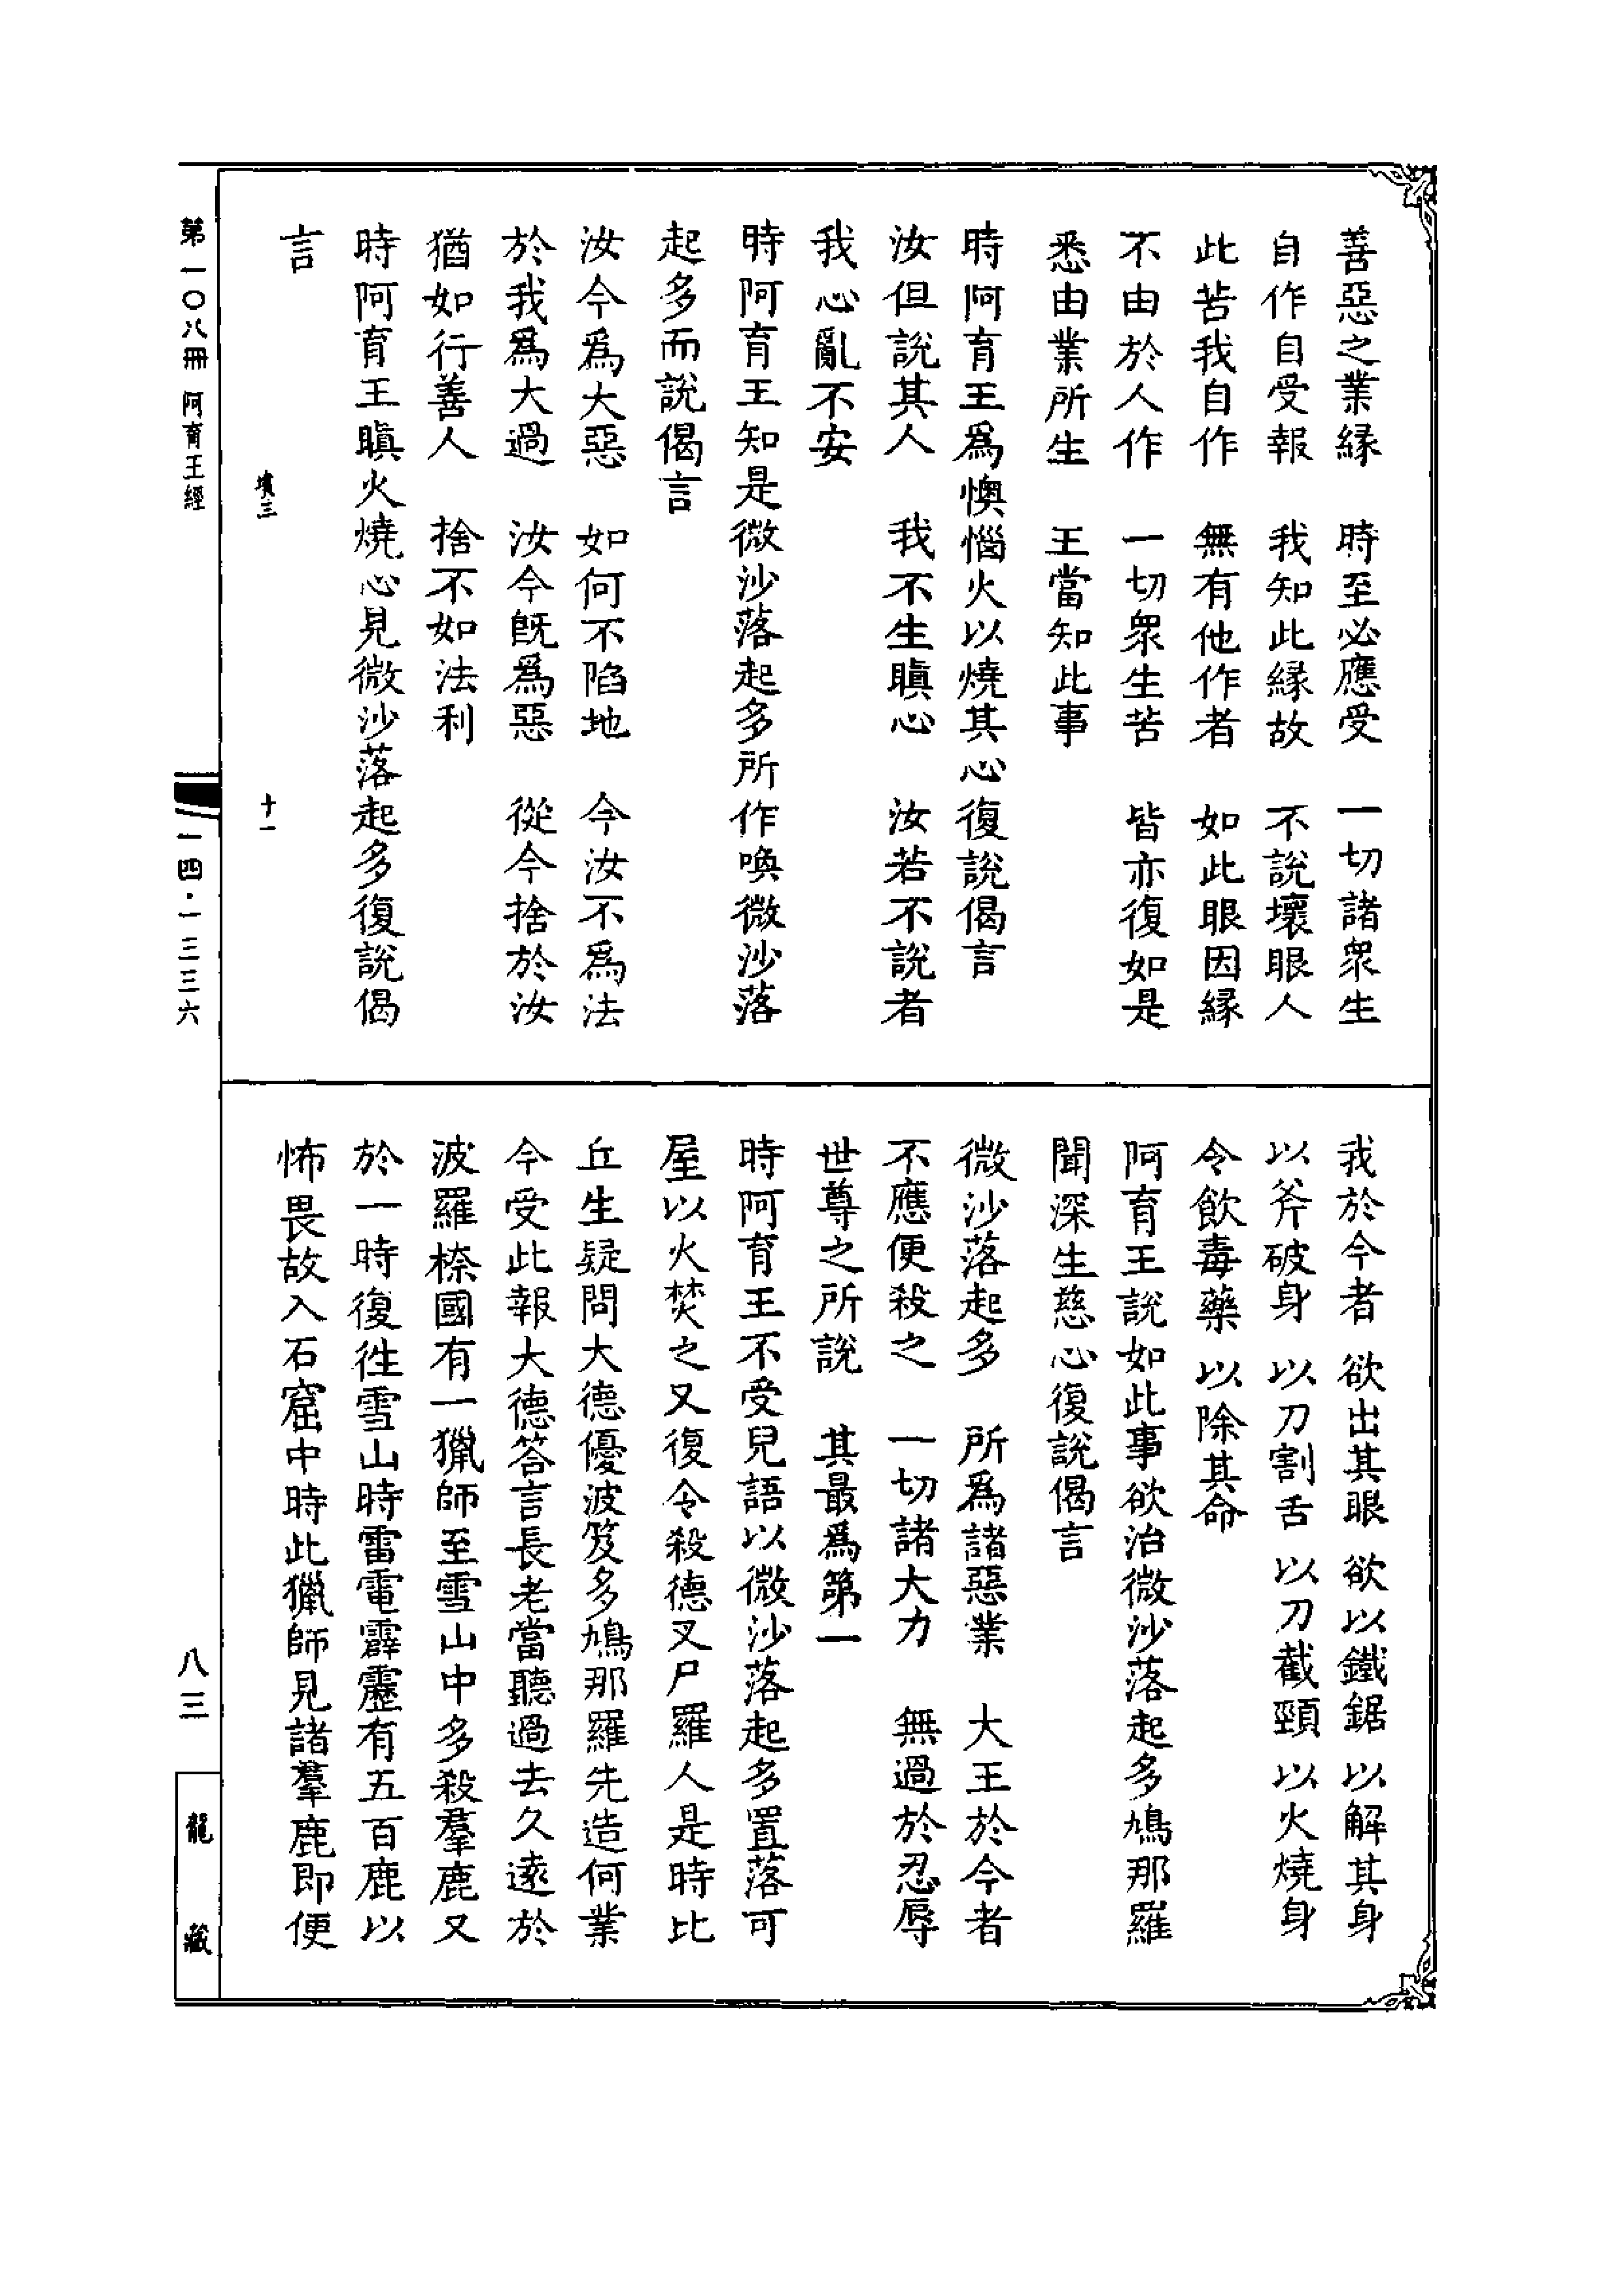 善惡之業緣　時至必應受　一切諸衆生
自作自受報　我知此緣故　不說壞眼人
此苦我自作　無有他作者　如此眼因緣
不由於人作　一切衆生苦　皆亦復如是
悉由業所生　王當知此事
時阿育王爲懊惱火以燒其心復說偈言
汝但說其人　我不生瞋心　汝若不說者
我心亂不安
時阿育王知是微沙落起多所作喚微沙落
起多而說偈言
汝今爲大惡　如何不陷地　今汝不爲法
於我爲大過　汝今旣爲惡　從今捨於汝
猶如行善人　捨不如法利
時阿育王瞋火燒心見微沙落起多復說偈
言
我於今者　欲出其眼　欲以鐵鋸　以解其身
以斧破身　以刀割舌　以刀截頸　以火燒身
令飲毒藥　以除其命
阿育王說如此事欲治微沙落起多鳩那羅
聞深生慈心復說偈言
微沙落起多　所爲諸惡業　大王於今者
不應便殺之　一切諸大力　無過於忍辱
世尊之所說　其最爲第一
時阿育王不受兒語以微沙落起多置落可
屋以火焚之又復令殺德叉尸羅人是時比
丘生疑問大德優波笈多鳩那羅先造何業
今受此報大德答言長老當聽過去久遠於
波羅㮈國有一獵師至雪山中多殺羣鹿又
於一時復往雪山時雷電霹靂有五百鹿以
怖畏故入石窟中時此獵師見諸羣鹿即便
墳三　十一
第一〇八冊　阿育王經
一四·一三三六
八三
龍藏